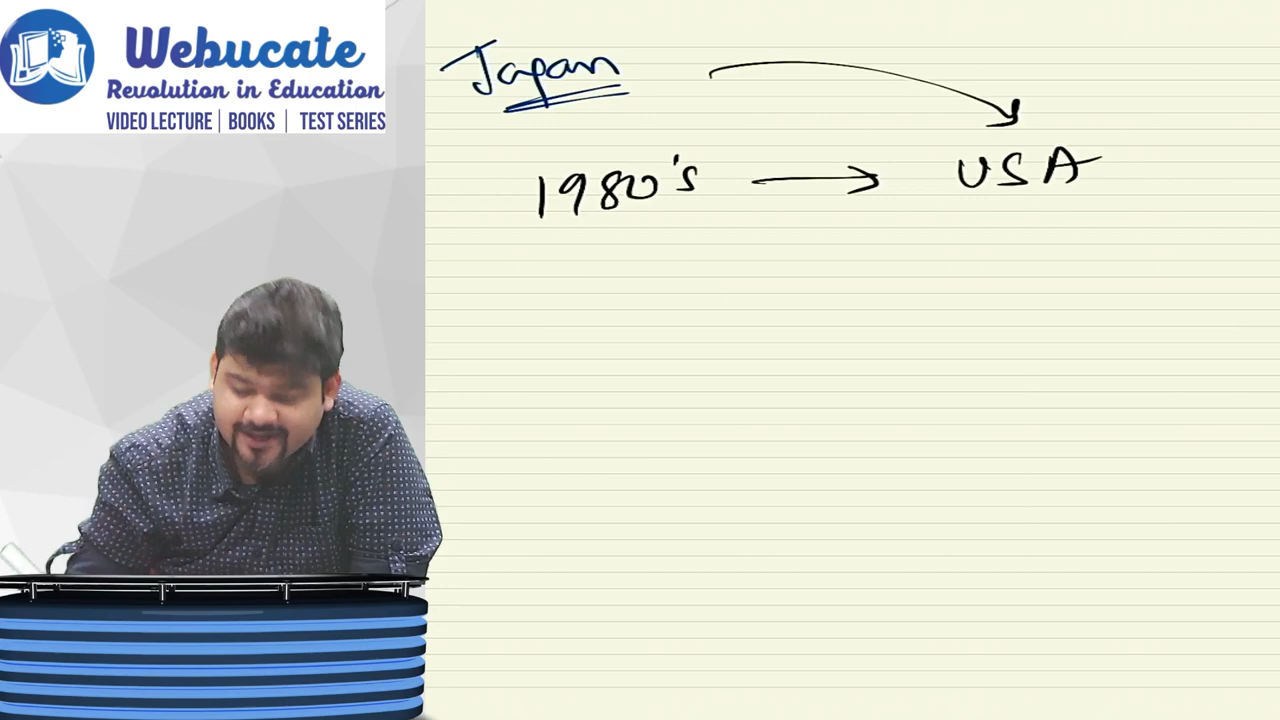 Webucate
Revolution in Education
VIDEO LECTURE | BOOKS | TEST SERIES
Japan
1980's → USA